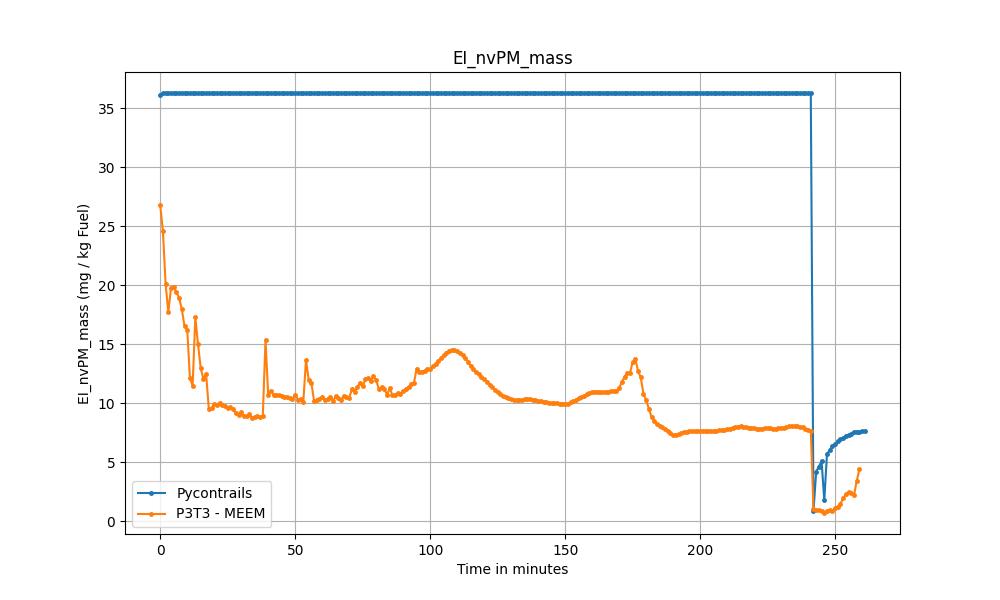 EI_nvPM_mass
EI_nvPM_mass (mg / kg Fuel)
35
30
25
20
15
10
5
0
Pycontrails
P3T3 - MEEM
0 50 100 150 200 250
Time in minutes